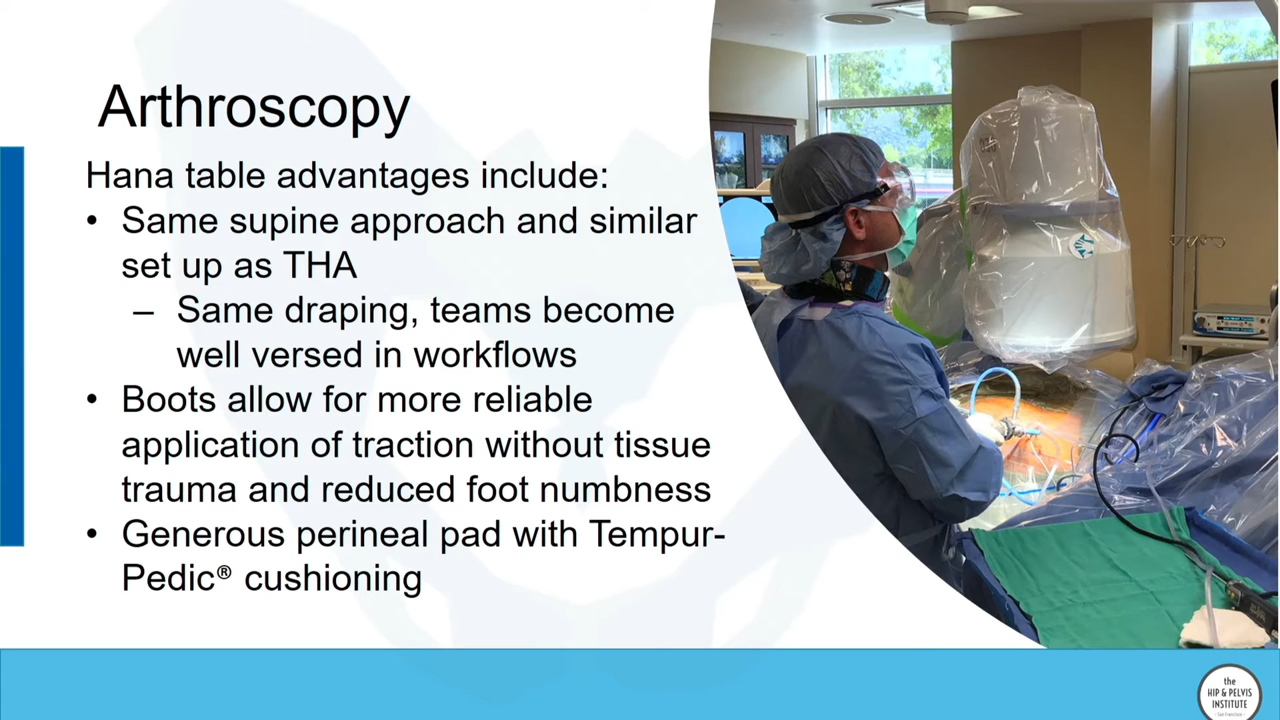 Arthroscopy
Hana table advantages include:
• Same supine approach and similar
set up as THA
– Same draping, teams become
well versed in workflows
• Boots allow for more reliable
application of traction without tissue
trauma and reduced foot numbness
• Generous perineal pad with Tempur-
Pedic® cushioning
the
HIP & PELVIS
INSTITUTE
- San Francisco -